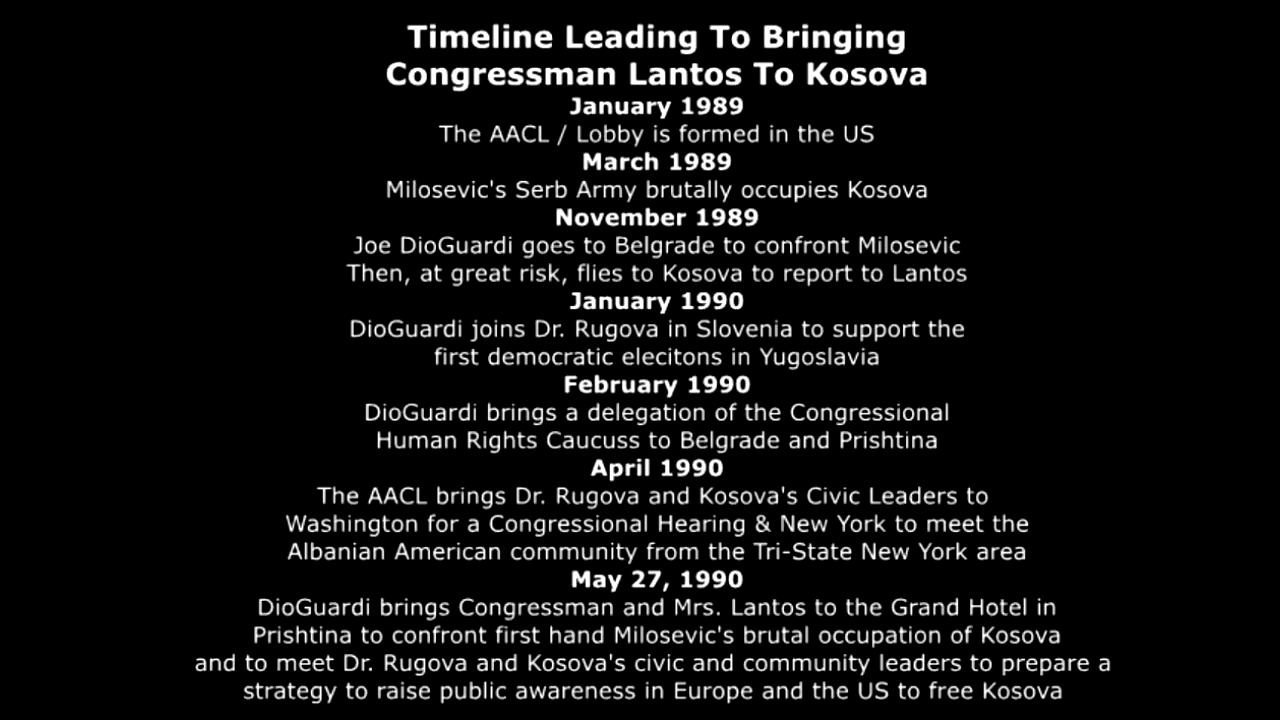 Timeline Leading To Bringing
Congressman Lantos To Kosova
January 1989
The AACL / Lobby is formed in the US
March 1989
Milosevic's Serb Army brutally occupies Kosova
November 1989
Joe DioGuardi goes to Belgrade to confront Milosevic
Then, at great risk, flies to Kosova to report to Lantos
January 1990
DioGuardi joins Dr. Rugova in Slovenia to support the
first democratic elecitons in Yugoslavia
February 1990
DioGuardi brings a delegation of the Congressional
Human Rights Caucuss to Belgrade and Prishtina
April 1990
The AACL brings Dr. Rugova and Kosova's Civic Leaders to
Washington for a Congressional Hearing & New York to meet the
Albanian American community from the Tri-State New York area
May 27, 1990
DioGuardi brings Congressman and Mrs. Lantos to the Grand Hotel in
Prishtina to confront first hand Milosevic's brutal occupation of Kosova
and to meet Dr. Rugova and Kosova's civic and community leaders to prepare a
strategy to raise public awareness in Europe and the US to free Kosova